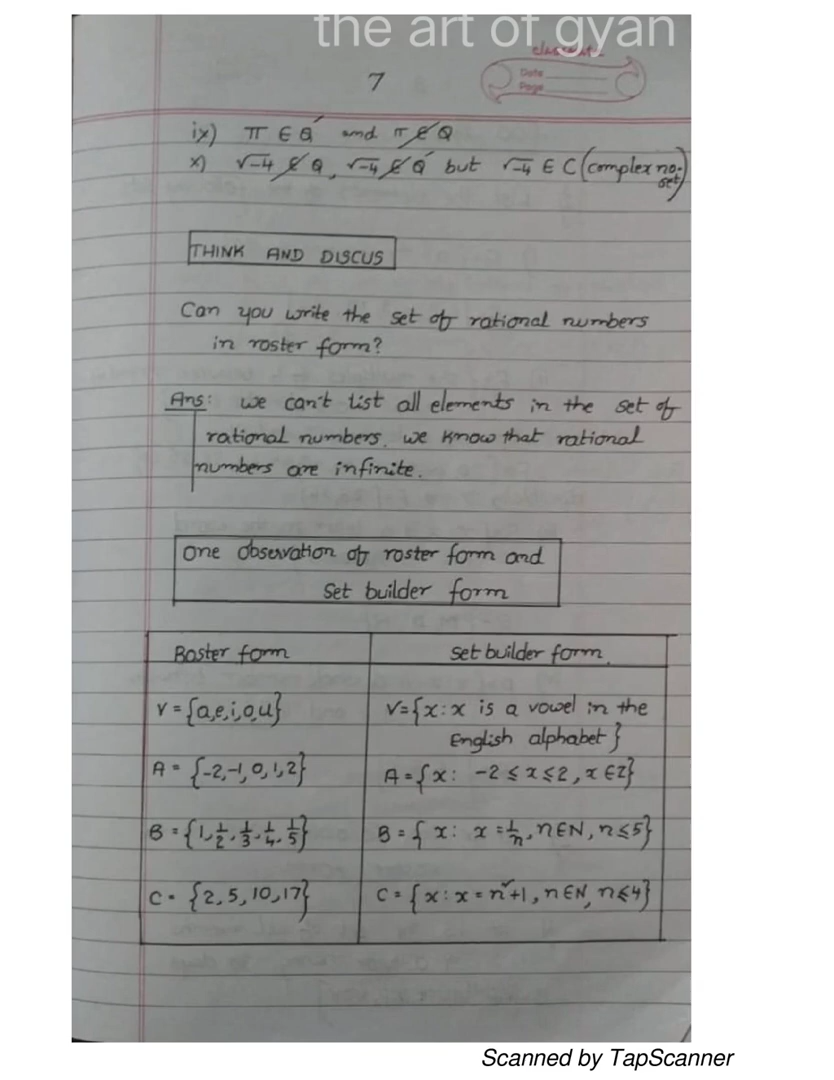 the art of gyan
classmate
Date
Page
7
ix) π ∈ Q′ and π ∉ Q
x) √-4 ∉ Q, √-4 ∉ Q′ but √-4 ∈ C (complex no. set)
THINK AND DISCUS
Can you write the set of rational numbers
in roster form?
Ans: we can't list all elements in the set of
rational numbers. we know that rational
numbers are infinite.
One observation of roster form and
Set builder form
Roster form
set builder form.
V = {a,e,i,o,u}
V={x:x is a vowel in the
English alphabet}
A = {-2,-1,0,1,2}
A = {x: -2 ≤ x ≤ 2, x ∈ Z}
B = {1, 1/2, 1/3, 1/4, 1/5}
B = { x: x = 1/n, n∈N, n≤5}
C = {2,5,10,17}
C = {x:x = n²+1, n∈N, n≤4}
Scanned by TapScanner